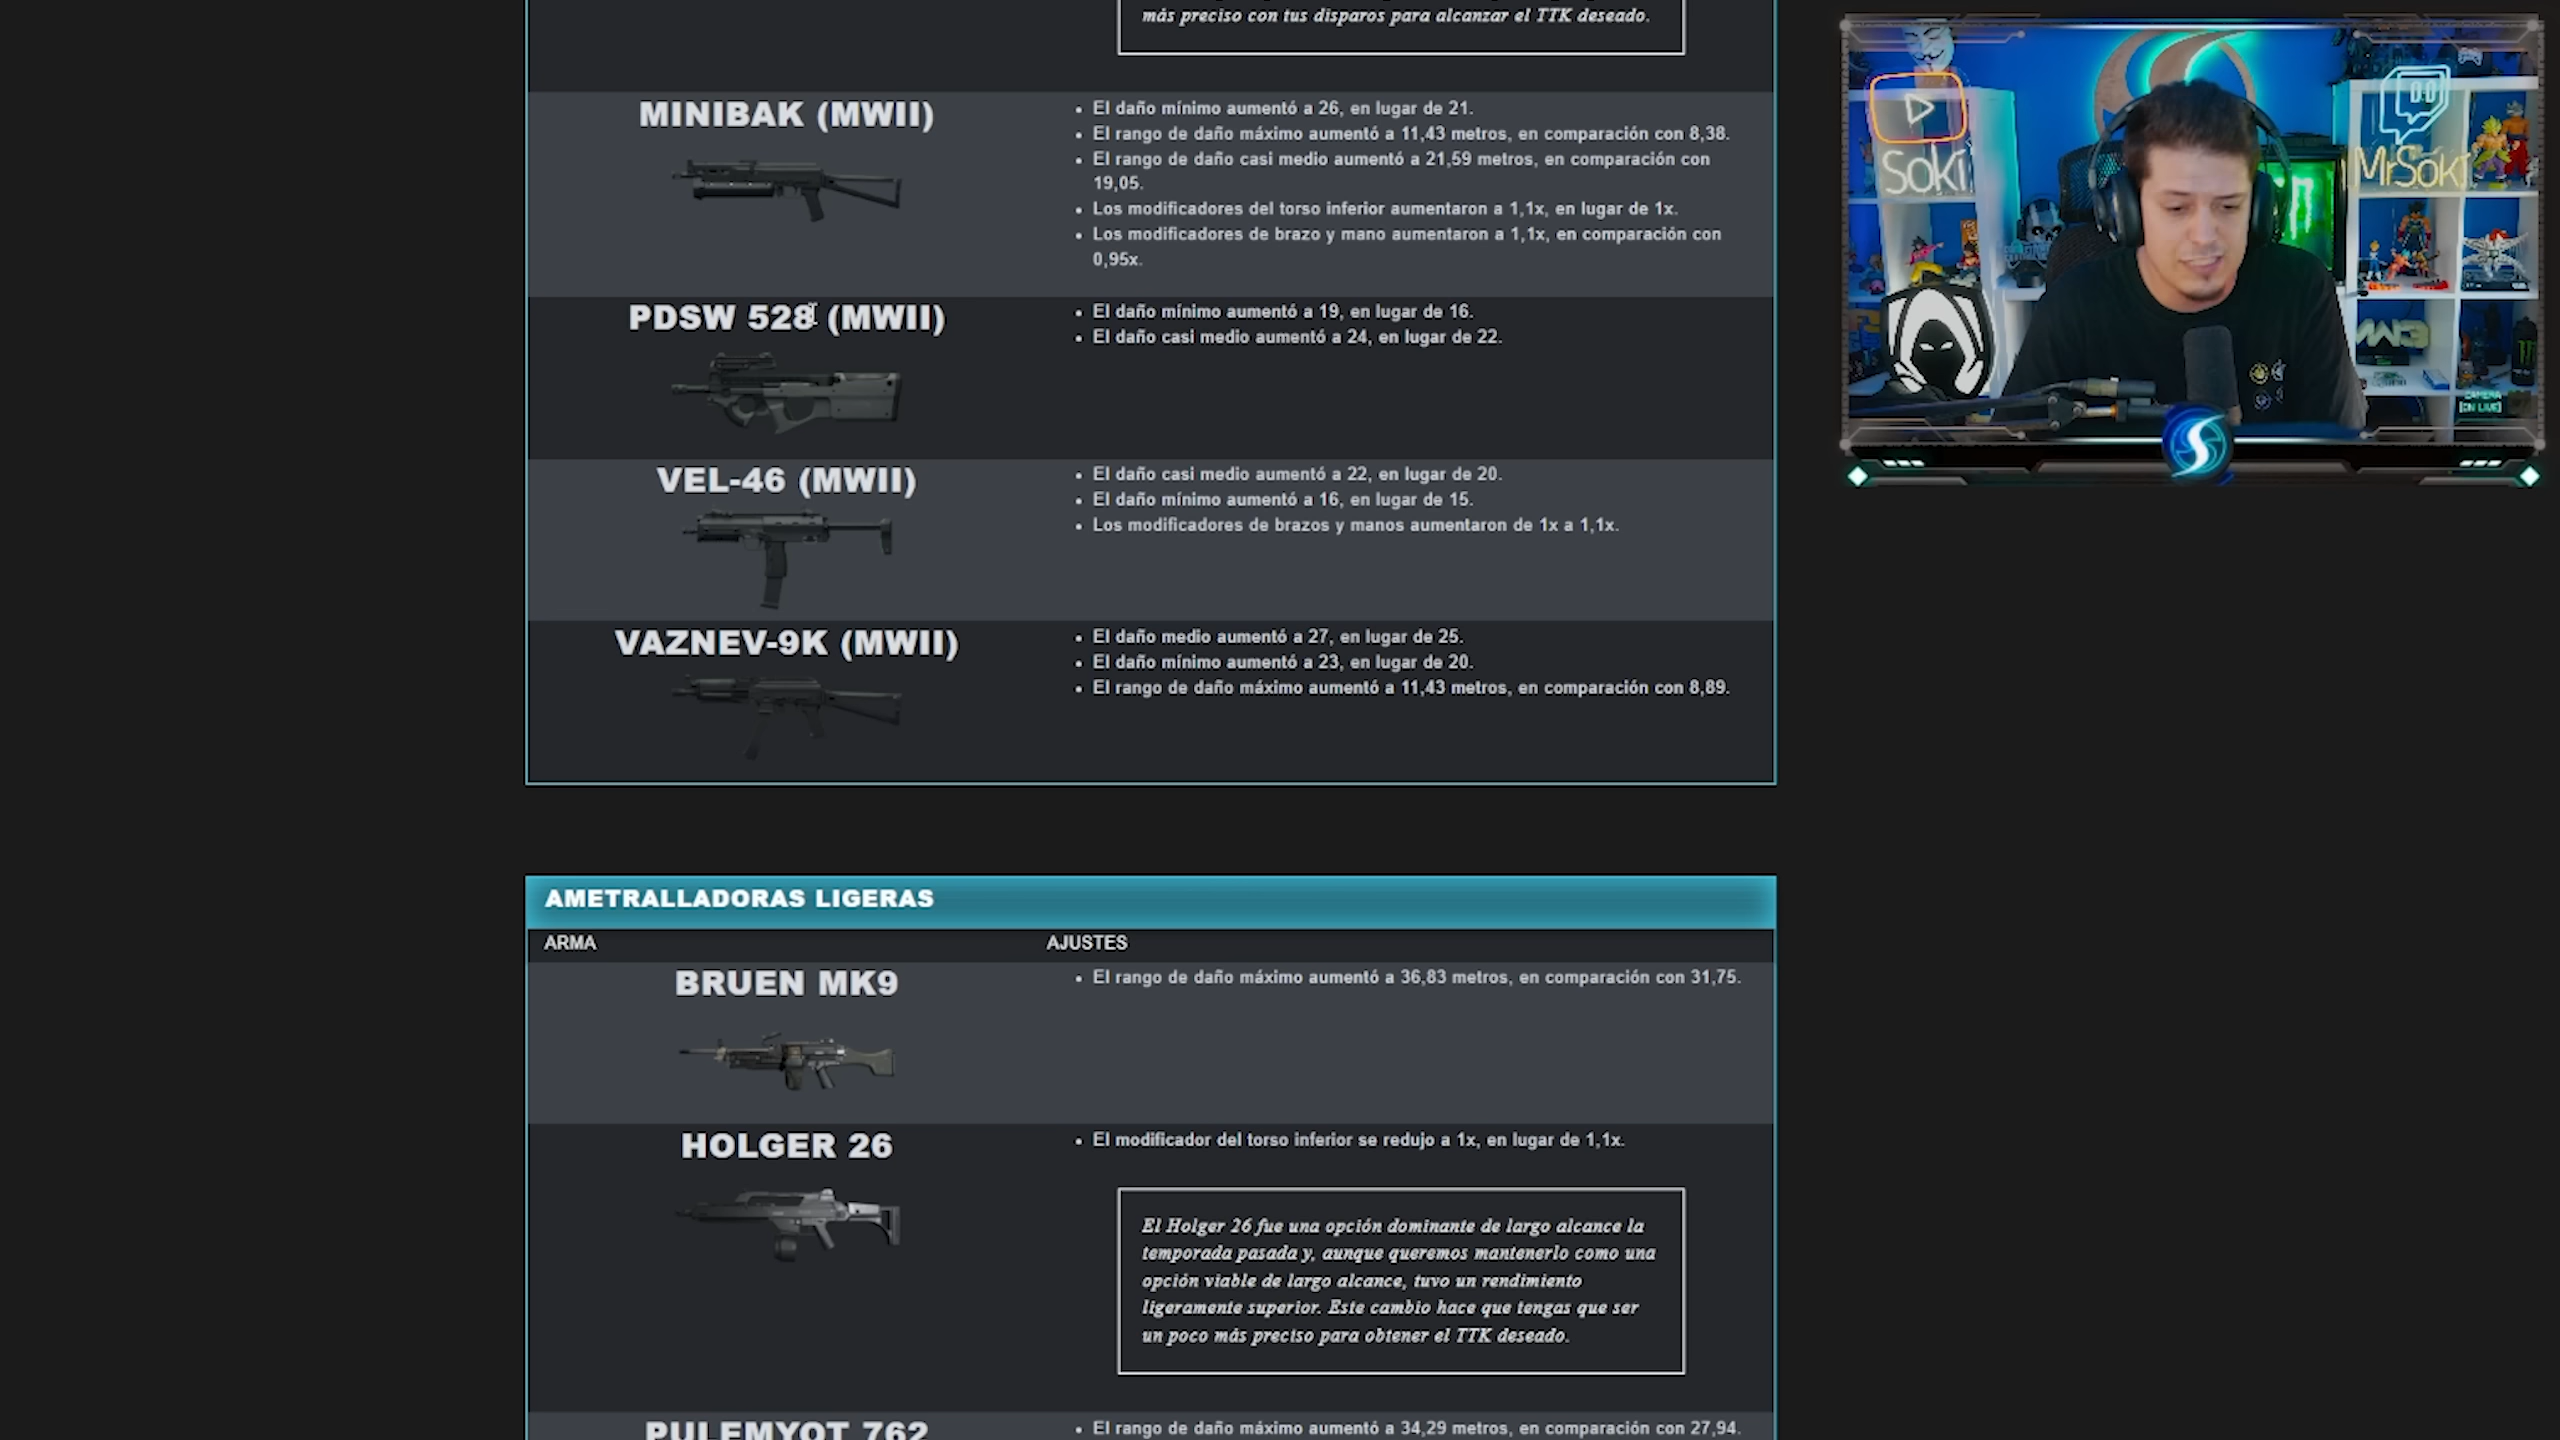 más preciso con tus disparos para alcanzar el TTK deseado.
MINIBAK (MWII)
• El daño mínimo aumentó a 26, en lugar de 21.
• El rango de daño máximo aumentó a 11,43 metros, en comparación con 8,38.
• El rango de daño casi medio aumentó a 21,59 metros, en comparación con
19,05.
• Los modificadores del torso inferior aumentaron a 1,1x, en lugar de 1x.
• Los modificadores de brazo y mano aumentaron a 1,1x, en comparación con
0,95x.
PDSW 528 (MWII)
• El daño mínimo aumentó a 19, en lugar de 16.
• El daño casi medio aumentó a 24, en lugar de 22.
VEL-46 (MWII)
• El daño casi medio aumentó a 22, en lugar de 20.
• El daño mínimo aumentó a 16, en lugar de 15.
• Los modificadores de brazos y manos aumentaron de 1x a 1,1x.
VAZNEV-9K (MWII)
• El daño medio aumentó a 27, en lugar de 25.
• El daño mínimo aumentó a 23, en lugar de 20.
• El rango de daño máximo aumentó a 11,43 metros, en comparación con 8,89.
AMETRALLADORAS LIGERAS
ARMA AJUSTES
BRUEN MK9
• El rango de daño máximo aumentó a 36,83 metros, en comparación con 31,75.
HOLGER 26
• El modificador del torso inferior se redujo a 1x, en lugar de 1,1x.
El Holger 26 fue una opción dominante de largo alcance la
temporada pasada y, aunque queremos mantenerlo como una
opción viable de largo alcance, tuvo un rendimiento
ligeramente superior. Este cambio hace que tengas que ser
un poco más preciso para obtener el TTK deseado.
PULEMYOT 762
• El rango de daño máximo aumentó a 34,29 metros, en comparación con 27,94.
Soki
MrSoki
CAMERA
[ON LIVE]